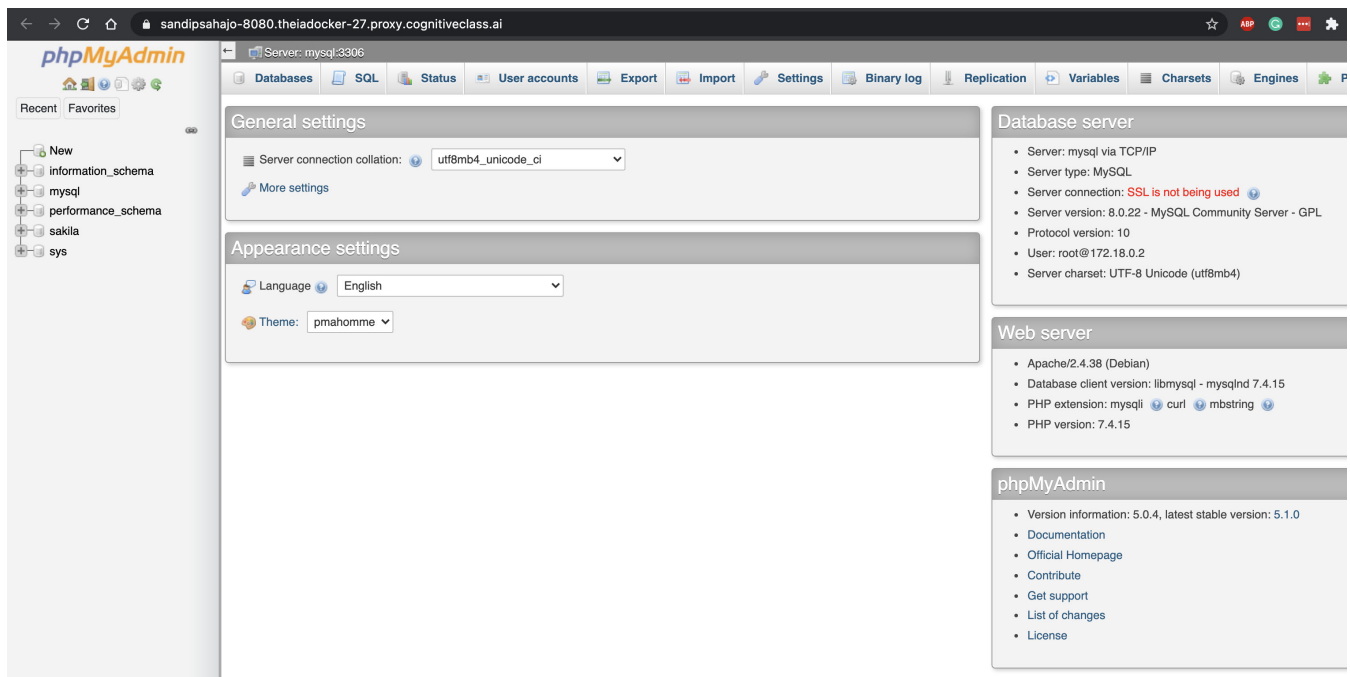 sandipsahajo-8080.theiadocker-27.proxy.cognitiveclass.ai
ABP
G
phpMyAdmin
Recent Favorites
New
information_schema
mysql
performance_schema
sakila
sys
Server: mysql:3306
Databases SQL Status User accounts Export Import Settings Binary log Replication Variables Charsets Engines P
General settings
Server connection collation: utf8mb4_unicode_ci
More settings
Appearance settings
Language English
Theme: pmahomme
Database server
Server: mysql via TCP/IP
Server type: MySQL
Server connection: SSL is not being used
Server version: 8.0.22 - MySQL Community Server - GPL
Protocol version: 10
User: root@172.18.0.2
Server charset: UTF-8 Unicode (utf8mb4)
Web server
Apache/2.4.38 (Debian)
Database client version: libmysql - mysqlnd 7.4.15
PHP extension: mysqli curl mbstring
PHP version: 7.4.15
phpMyAdmin
Version information: 5.0.4, latest stable version: 5.1.0
Documentation
Official Homepage
Contribute
Get support
List of changes
License